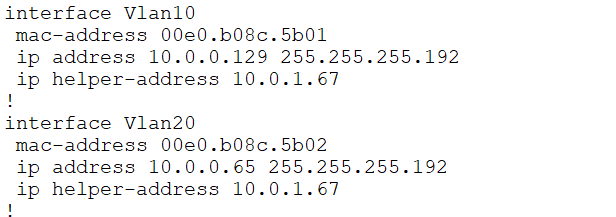 interface Vlan10
mac-address 00e0.b08c.5b01
ip address 10.0.0.129 255.255.255.192
ip helper-address 10.0.1.67
!
interface Vlan20
mac-address 00e0.b08c.5b02
ip address 10.0.0.65 255.255.255.192
ip helper-address 10.0.1.67
!